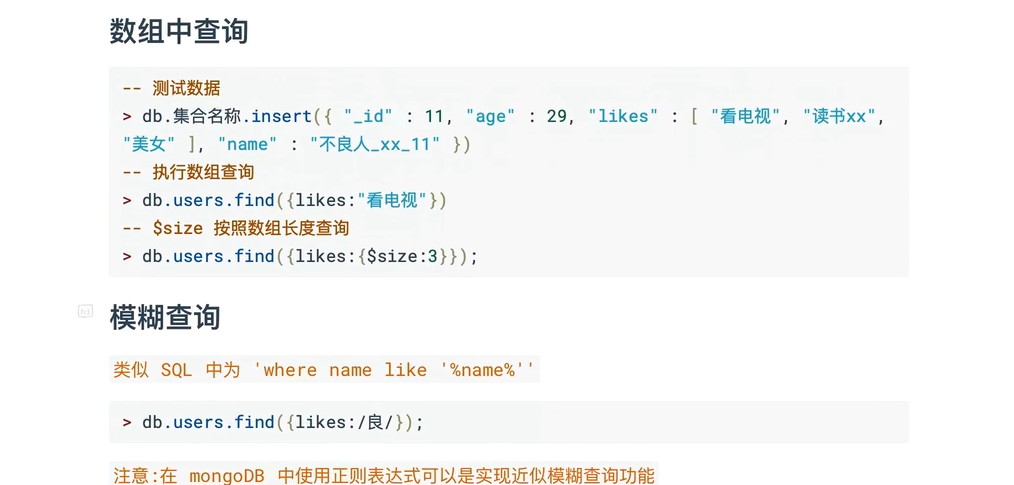 数组中查询
-- 测试数据
> db.集合名称.insert({ "_id" : 11, "age" : 29, "likes" : [ "看电视", "读书xx",
"美女" ], "name" : "不良人_xx_11" })
-- 执行数组查询
> db.users.find({likes:"看电视"})
-- $size 按照数组长度查询
> db.users.find({likes:{$size:3}});
h1
模糊查询
类似 SQL 中为 'where name like '%name%''
> db.users.find({likes:/良/});
注意:在 mongoDB 中使用正则表达式可以是实现近似模糊查询功能